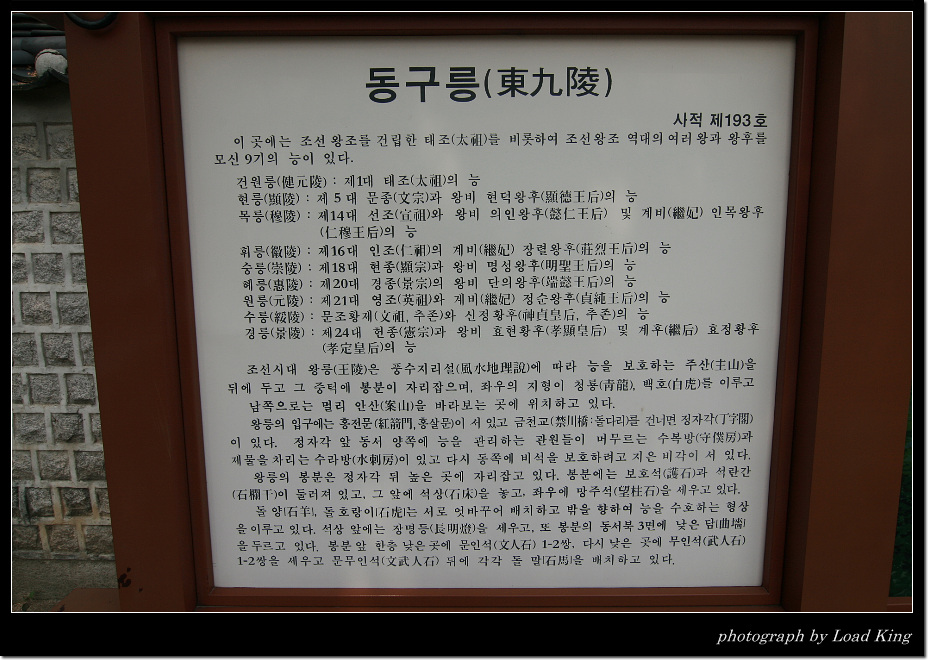 동구릉(東九陵)
사적 제193호
이 곳에는 조선 왕조를 건립한 태조(太祖)를 비롯하여 조선왕조 역대의 여러왕과 왕후를
모신 9기의 능이 있다.
건원릉(健元陵) : 제1대 태조(太祖)의 능
현릉(顯陵) : 제 5 대 문종(文宗)과 왕비 현덕왕후(顯德王后)의 능
목릉(穆陵) : 제14대 선조(宣祖)와 왕비 의인왕후(懿仁王后) 및 계비(繼妃) 인목왕후
(仁穆王后)의 능
휘릉(徽陵) : 제16대 인조(仁祖)의 계비(繼妃) 장렬왕후(莊烈王后)의 능
숭릉(崇陵) : 제18대 현종(顯宗)과 왕비 명성왕후(明聖王后)의 능
혜릉(惠陵) : 제20대 경종(景宗)의 왕비 단의왕후(端懿王后)의 능
원릉(元陵) : 제21대 영조(英祖)와 계비(繼妃) 정순왕후(貞純王后)의 능
수릉(綏陵) : 문조황제(文祖, 추존)와 신정황후(神貞皇后, 추존)의 능
경릉(景陵) : 제24대 헌종(憲宗)과 왕비 효현황후(孝顯皇后) 및 계후(繼后) 효정황후
(孝定皇后)의 능
조선시대 왕릉(王陵)은 풍수지리설(風水地理說)에 따라 능을 보호하는 주산(主山)을
뒤에 두고 그 중턱에 봉분이 자리잡으며, 좌우의 지형이 청룡(靑龍), 백호(白虎)를 이루고
남쪽으로는 멀리 안산(案山)을 바라보는 곳에 위치하고 있다.
왕릉의 입구에는 홍전문(紅箭門,홍살문)이 서 있고 금천교(禁川橋:돌다리)를 건너면 정자각(丁字閣)
이 있다. 정자각 앞 동서 양쪽에 능을 관리하는 관원들이 머무르는 수복방(守僕房)과
제물을 차리는 수라방(水剌房)이 있고 다시 동쪽에 비석을 보호하려고 지은 비각이 서 있다.
왕릉의 봉분은 정자각 뒤 높은 곳에 자리잡고 있다. 봉분에는 보호석(護石)과 석란간
(石欄干)이 둘러져 있고, 그 앞에 석상(石床)을 놓고, 좌우에 망주석(望柱石)을 세우고 있다.
돌 양[石羊], 돌 호랑이[石虎]는 서로 엇바꾸어 배치하고 밖을 향하여 능을 수호하는 형상
을 이루고 있다. 석상 앞에는 장명등(長明燈)을 세우고, 또 봉분의 동서북 3면에 낮은 담[曲墻]
을 두르고 있다. 봉분 앞 한층 낮은 곳에 문인석(文人石) 1-2쌍, 다시 낮은 곳에 무인석(武人石)
1-2쌍을 세우고 문무인석(文武人石) 뒤에 각각 돌 말[石馬]을 배치하고 있다.
photograph by Load King